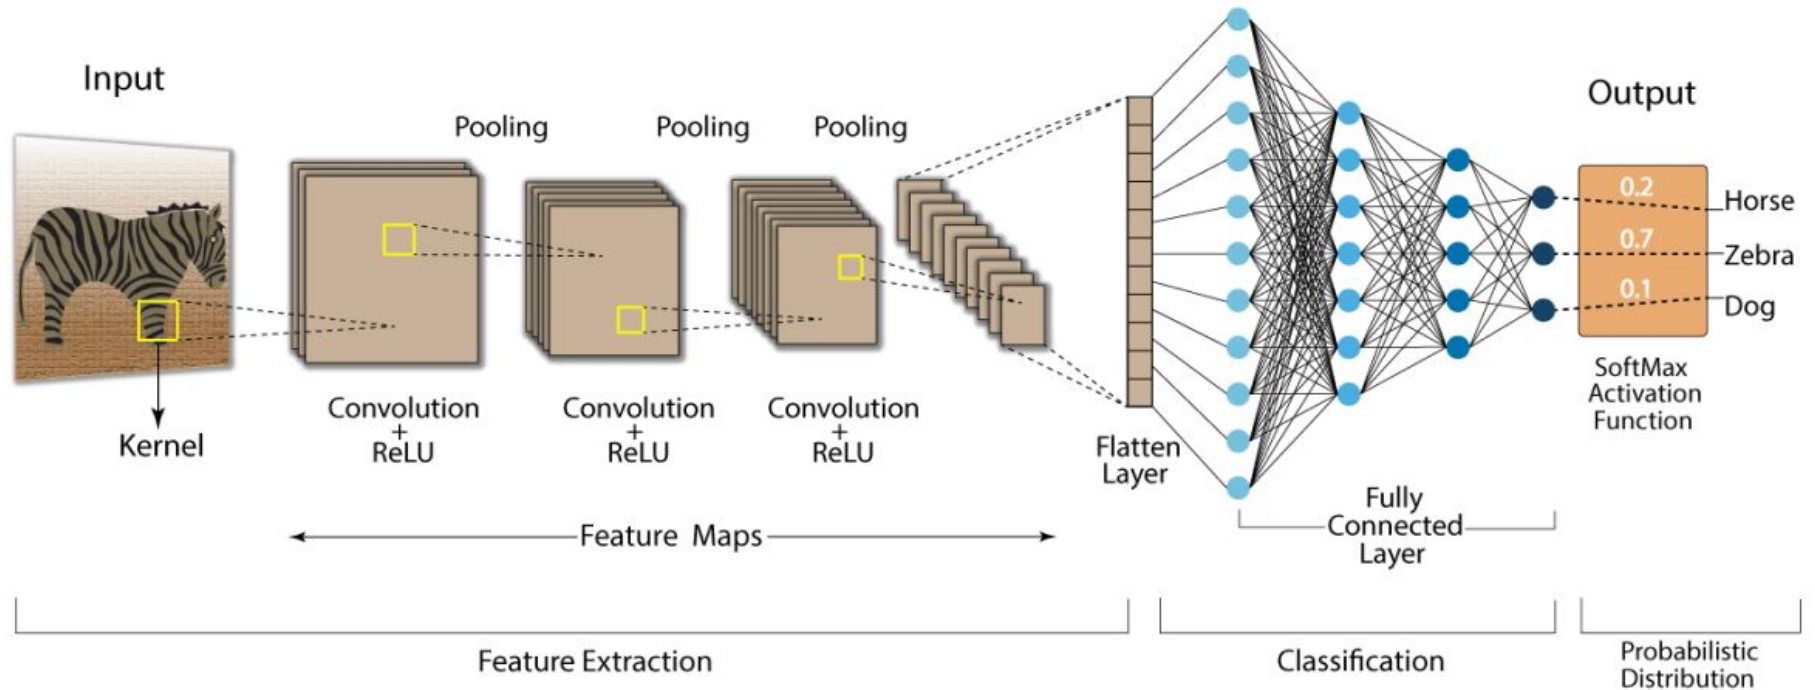 Input
Pooling
Pooling
Pooling
Output
0.2
Horse
0.7
Zebra
0.1
Dog
Kernel
Convolution
+
ReLU
Convolution
+
ReLU
Convolution
+
ReLU
Flatten
Layer
SoftMax
Activation
Function
Fully
Connected
Layer
Feature Maps
Feature Extraction
Classification
Probabilistic
Distribution